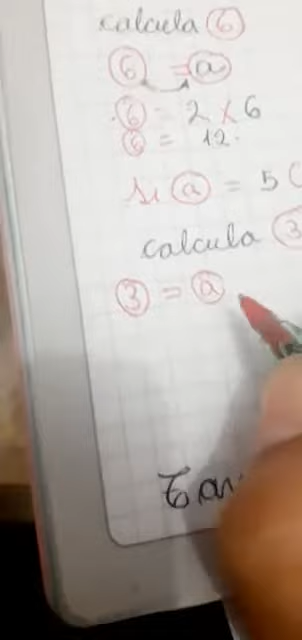 calcula 6
6 = a
6 = 2 x 6
6 = 12.
si a = 5
calcula 3
3 = a